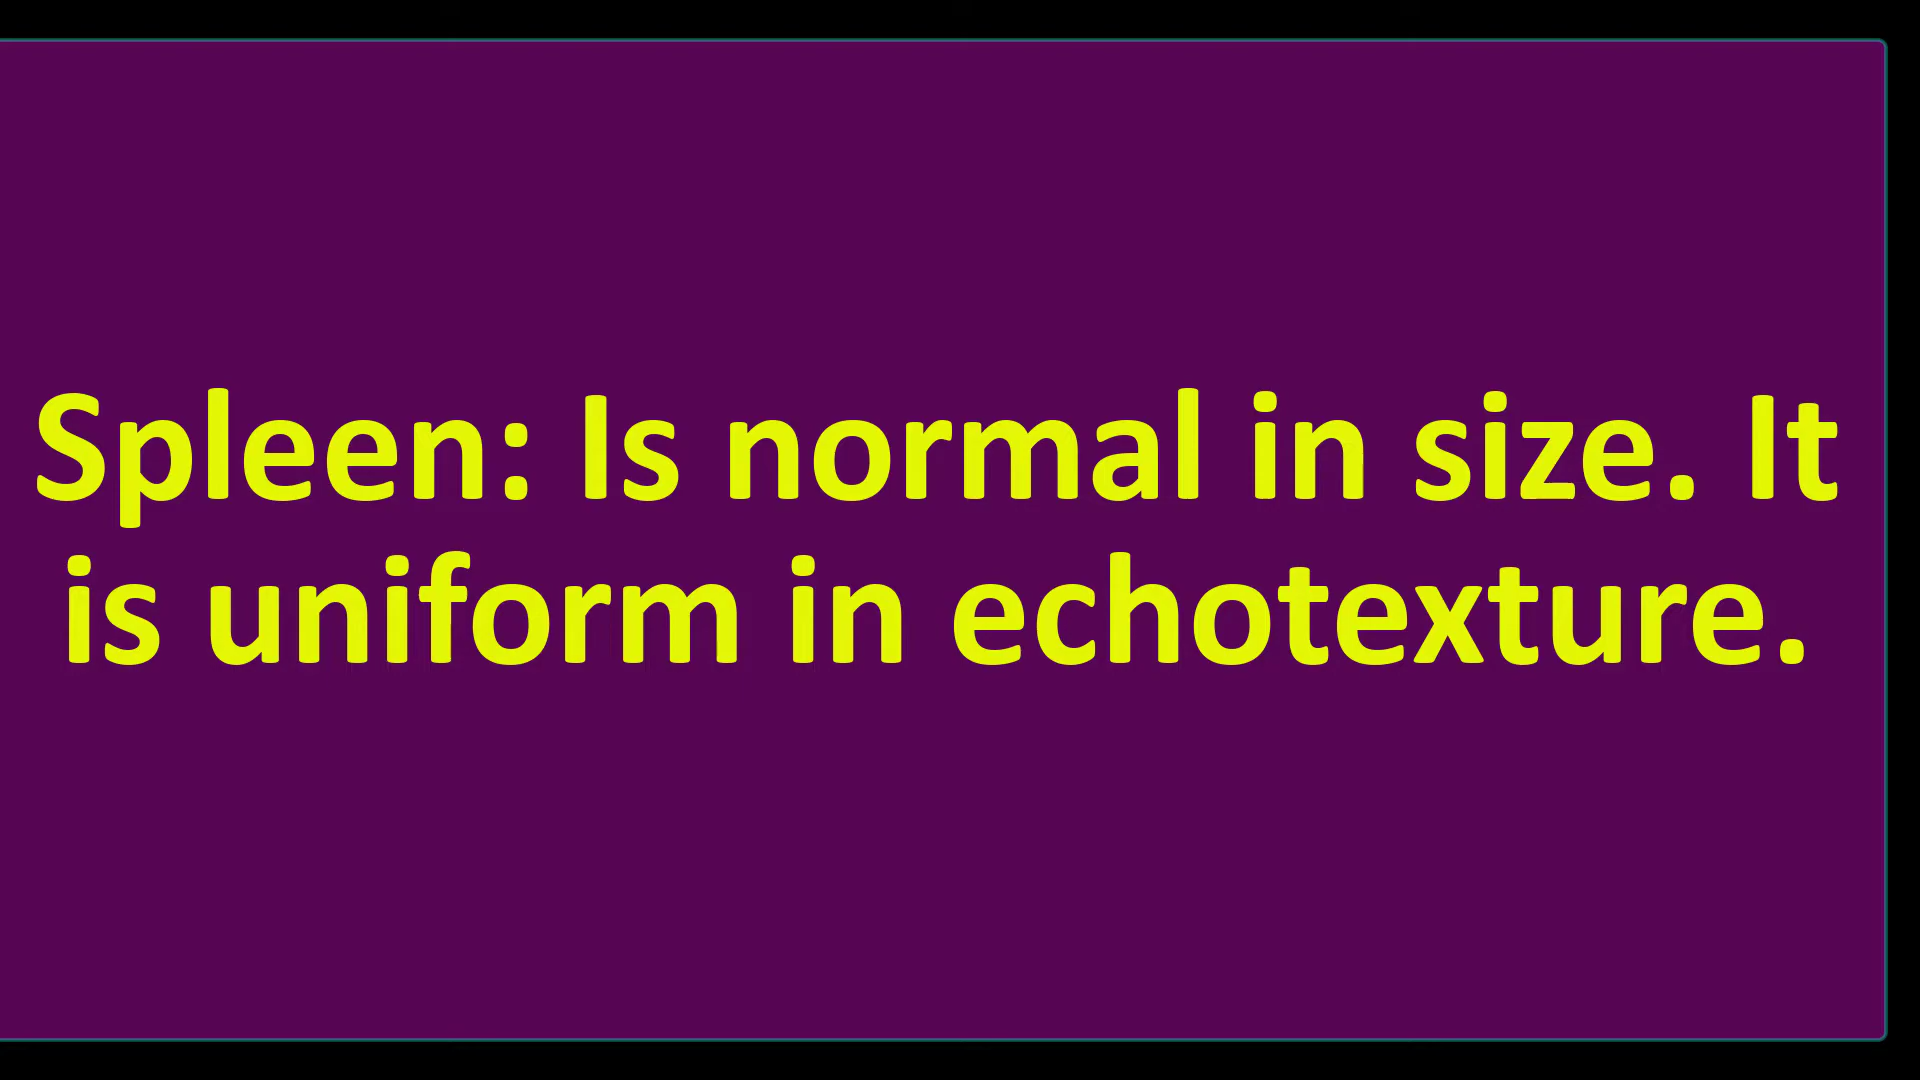 Spleen: Is normal in size. It
is uniform in echotexture.